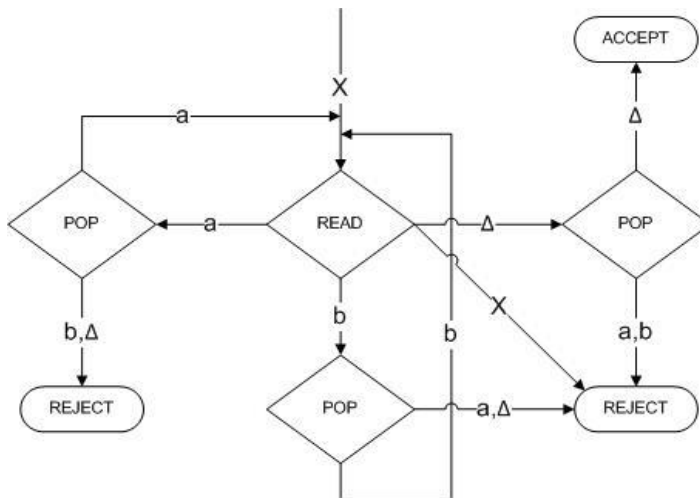 ACCEPT
X
a
Δ
POP
a
READ
Δ
POP
X
b,Δ
b
b
a,b
REJECT
POP
a,Δ
REJECT